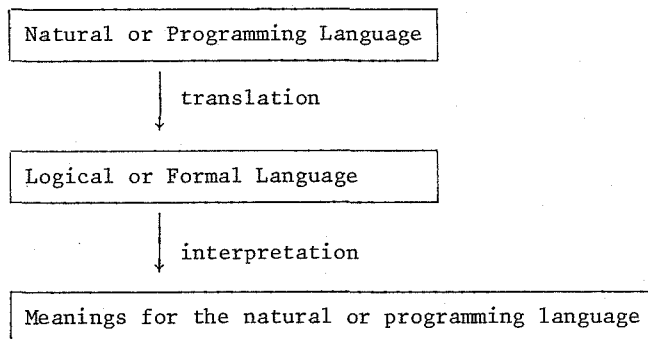 Natural or Programming Language
translation
Logical or Formal Language
interpretation
Meanings for the natural or programming language